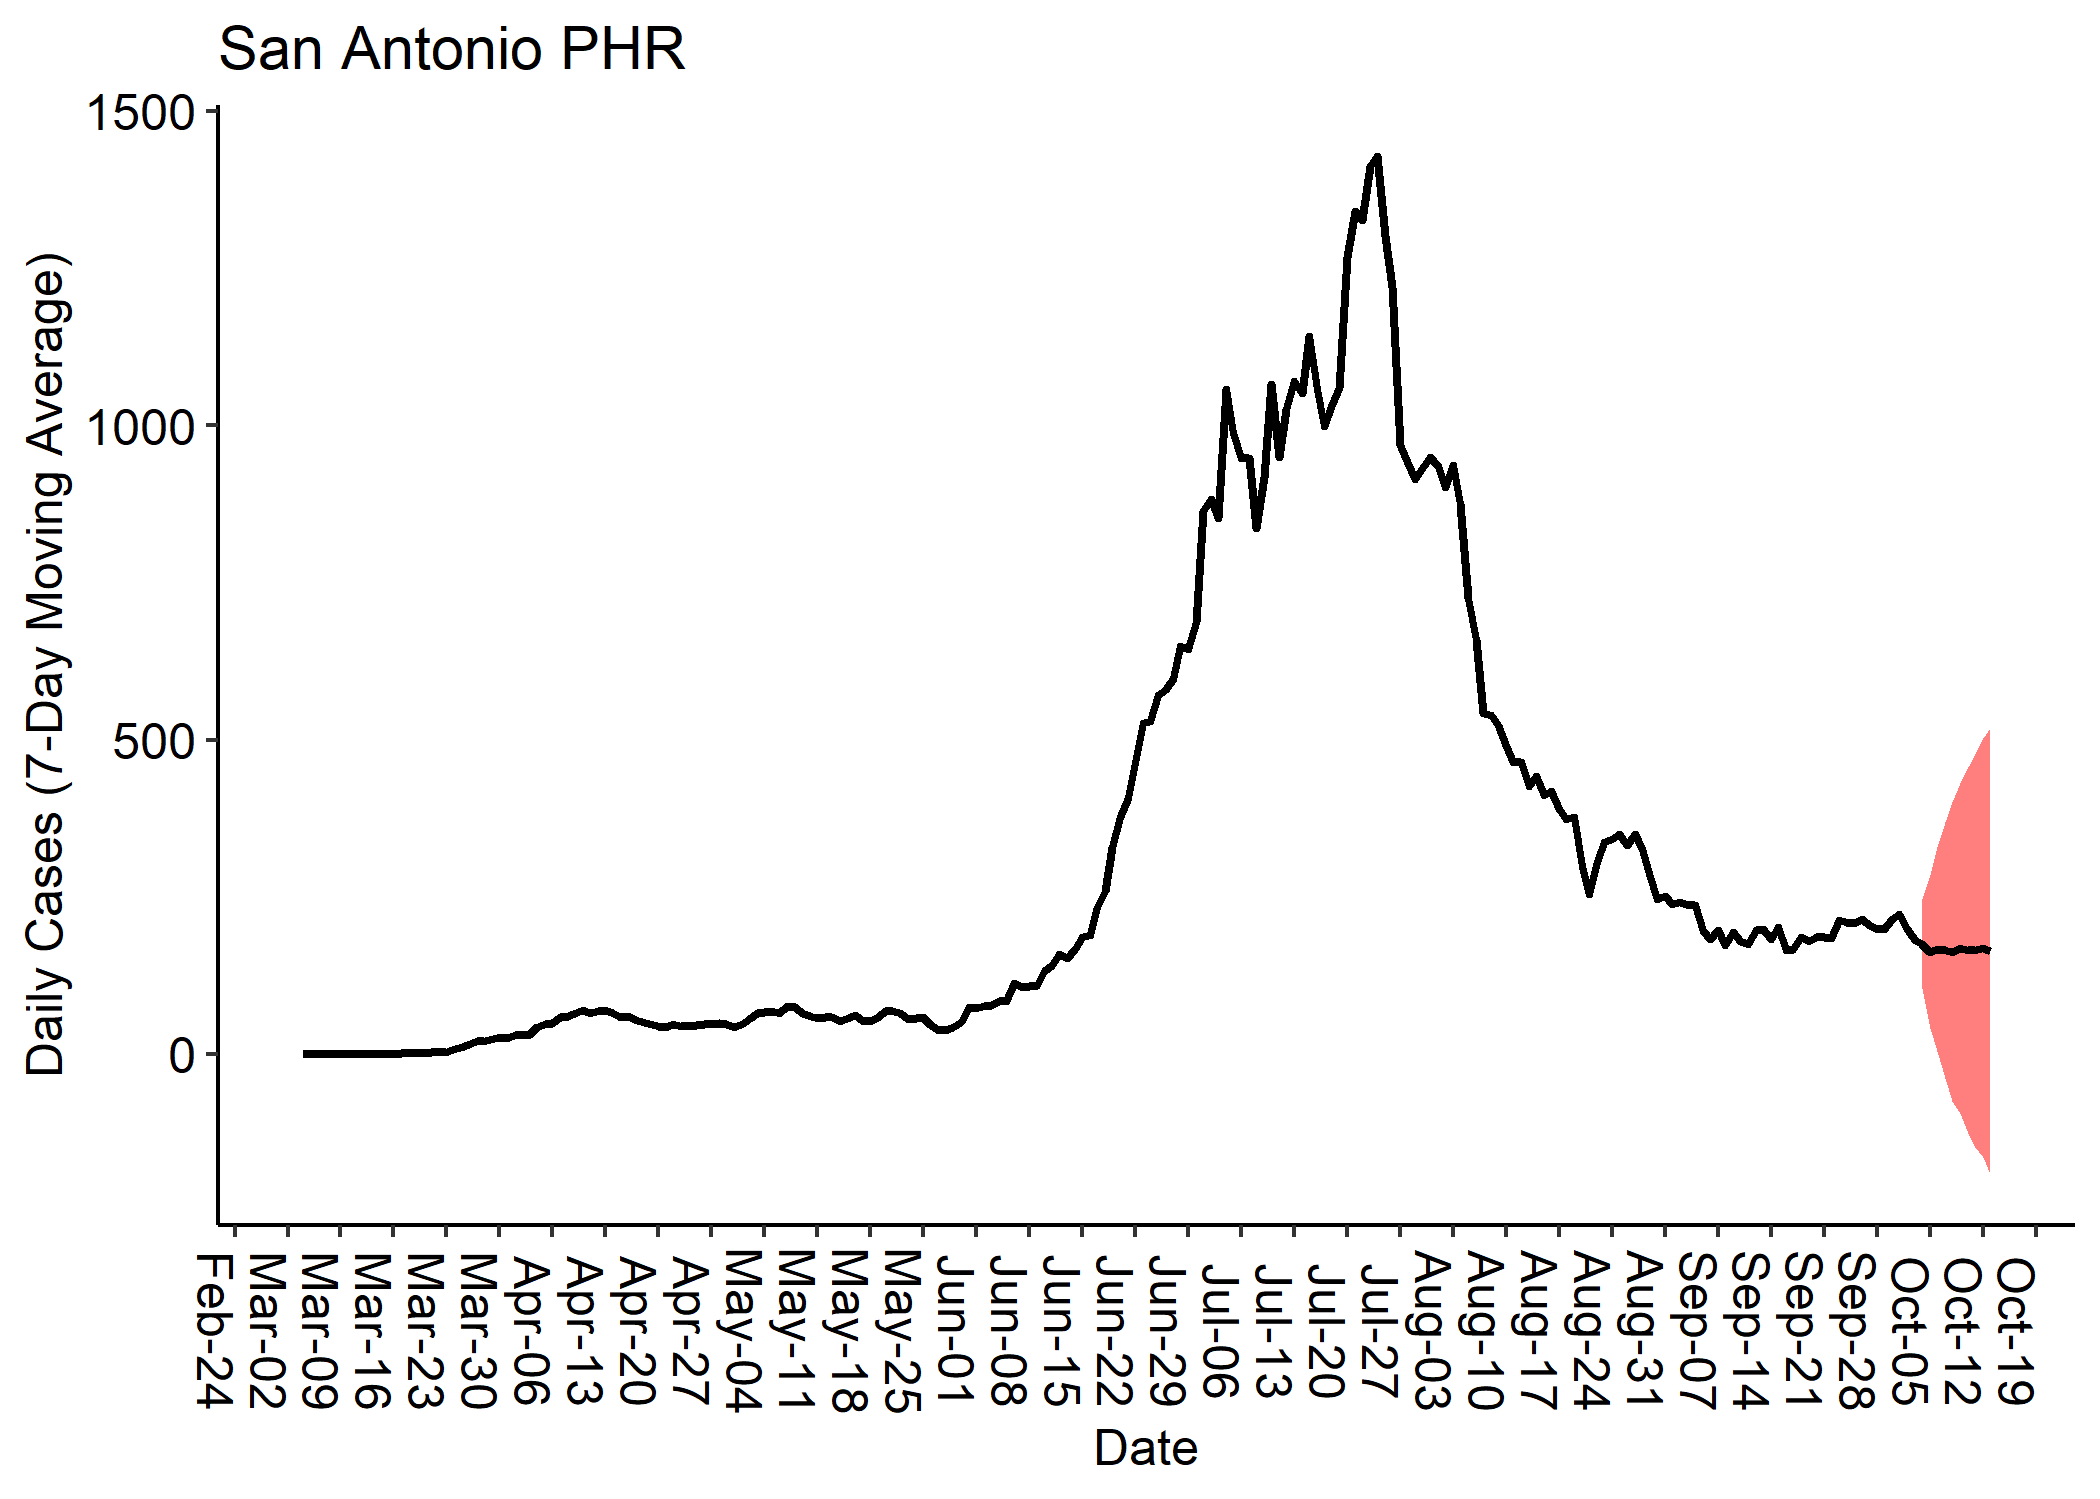 San Antonio PHR
Daily Cases (7-Day Moving Average)
1500
1000
500
0
Feb-24
Mar-02
Mar-09
Mar-16
Mar-23
Mar-30
Apr-06
Apr-13
Apr-20
Apr-27
May-04
May-11
May-18
May-25
Jun-01
Jun-08
Jun-15
Jun-22
Jun-29
Jul-06
Jul-13
Jul-20
Jul-27
Aug-03
Aug-10
Aug-17
Aug-24
Aug-31
Sep-07
Sep-14
Sep-21
Sep-28
Oct-05
Oct-12
Oct-19
Date